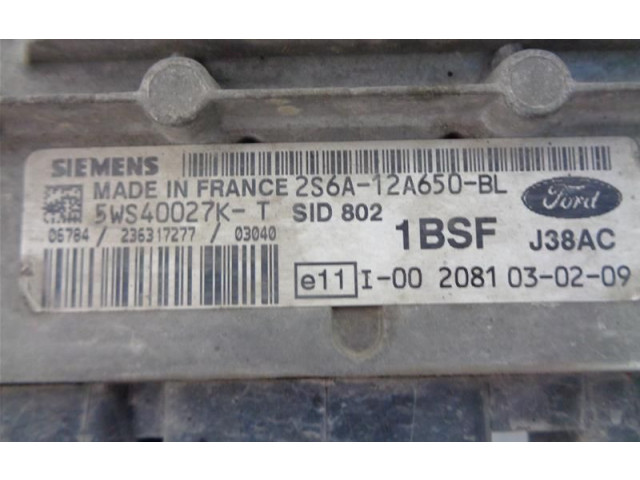 SIEMENS
MADE IN FRANCE 2S6A-12A650-BL
5WS40027K-T SID 802
Ford
06784 / 236317277 / 03040
1BSF J38AC
e11 I-00 2081 03-02-09